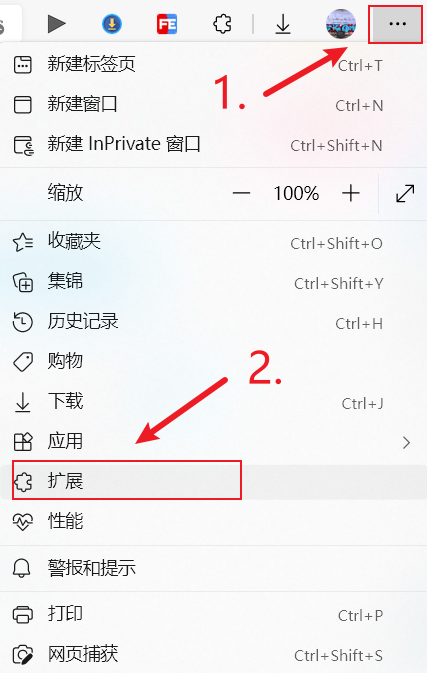 FE
...
1.
新建标签页 Ctrl+T
新建窗口 Ctrl+N
新建 InPrivate 窗口 Ctrl+Shift+N
缩放 — 100% +
收藏夹 Ctrl+Shift+O
集锦 Ctrl+Shift+Y
历史记录 Ctrl+H
购物
2.
下载 Ctrl+J
应用
扩展
性能
警报和提示
打印 Ctrl+P
网页捕获 Ctrl+Shift+S